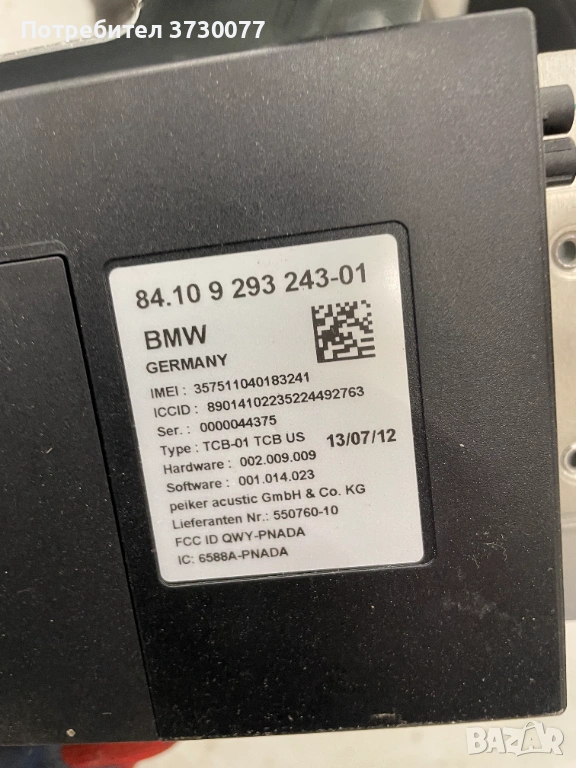 Потребител 3730077
84.10 9 293 243-01
BMW
GERMANY
IMEI : 357511040183241
ICCID : 89014102235224492763
Ser. : 0000044375
Type : TCB-01 TCB US 13/07/12
Hardware : 002.009.009
Software : 001.014.023
peiker acustic GmbH & Co. KG
Lieferanten Nr.: 550760-10
FCC ID QWY-PNADA
IC: 6588A-PNADA
BAZAR